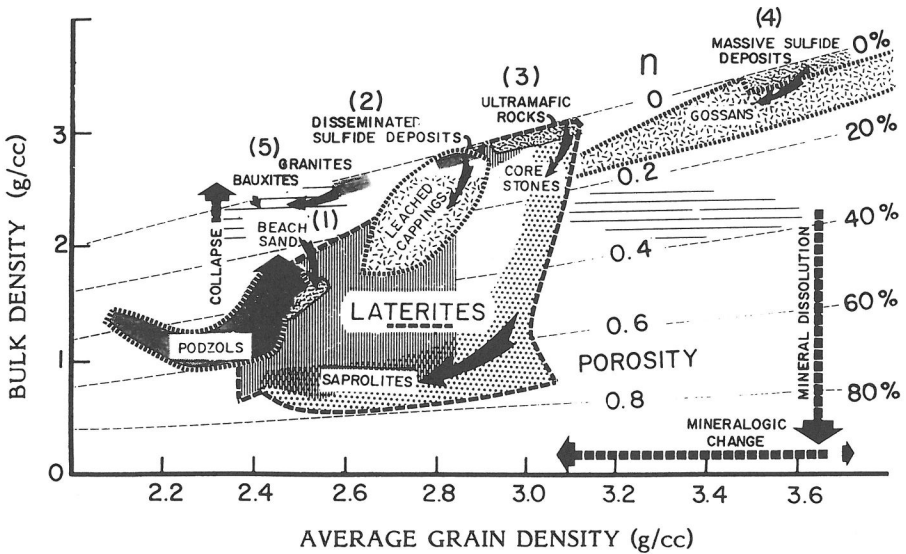 (4)
MASSIVE SULFIDE
DEPOSITS
0%
(3)
n
ULTRAMAFIC
ROCKS
0
GOSSANS
(2)
DISSEMINATED
SULFIDE DEPOSITS
20%
3
(5)
GRANITES
BAUXITES
CORE
STONES
0.2
LEACHED
CAPPINGS
(1)
BEACH
SAND
40%
2
0.4
COLLAPSE
MINERAL DISSOLUTION
LATERITES
60%
0.6
PODZOLS
POROSITY
1
SAPROLITES
0.8
80%
MINERALOGIC
CHANGE
0
2.2
2.4
2.6
2.8
3.0
3.2
3.4
3.6
BULK DENSITY (g/cc)
AVERAGE GRAIN DENSITY (g/cc)